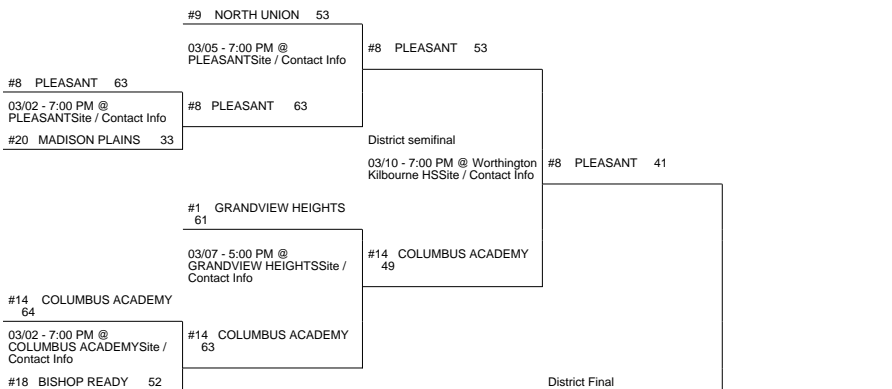 #9 NORTH UNION 53
03/05 - 7:00 PM @
PLEASANTSite / Contact Info
#8 PLEASANT 53
#8 PLEASANT 63
03/02 - 7:00 PM @
PLEASANTSite / Contact Info
#8 PLEASANT 63
#20 MADISON PLAINS 33
District semifinal
03/10 - 7:00 PM @ Worthington
Kilbourne HSSite / Contact Info
#8 PLEASANT 41
#1 GRANDVIEW HEIGHTS
61
03/07 - 5:00 PM @
GRANDVIEW HEIGHTSSite /
Contact Info
#14 COLUMBUS ACADEMY
49
#14 COLUMBUS ACADEMY
64
03/02 - 7:00 PM @
COLUMBUS ACADEMYSite /
Contact Info
#14 COLUMBUS ACADEMY
63
#18 BISHOP READY 52
District Final